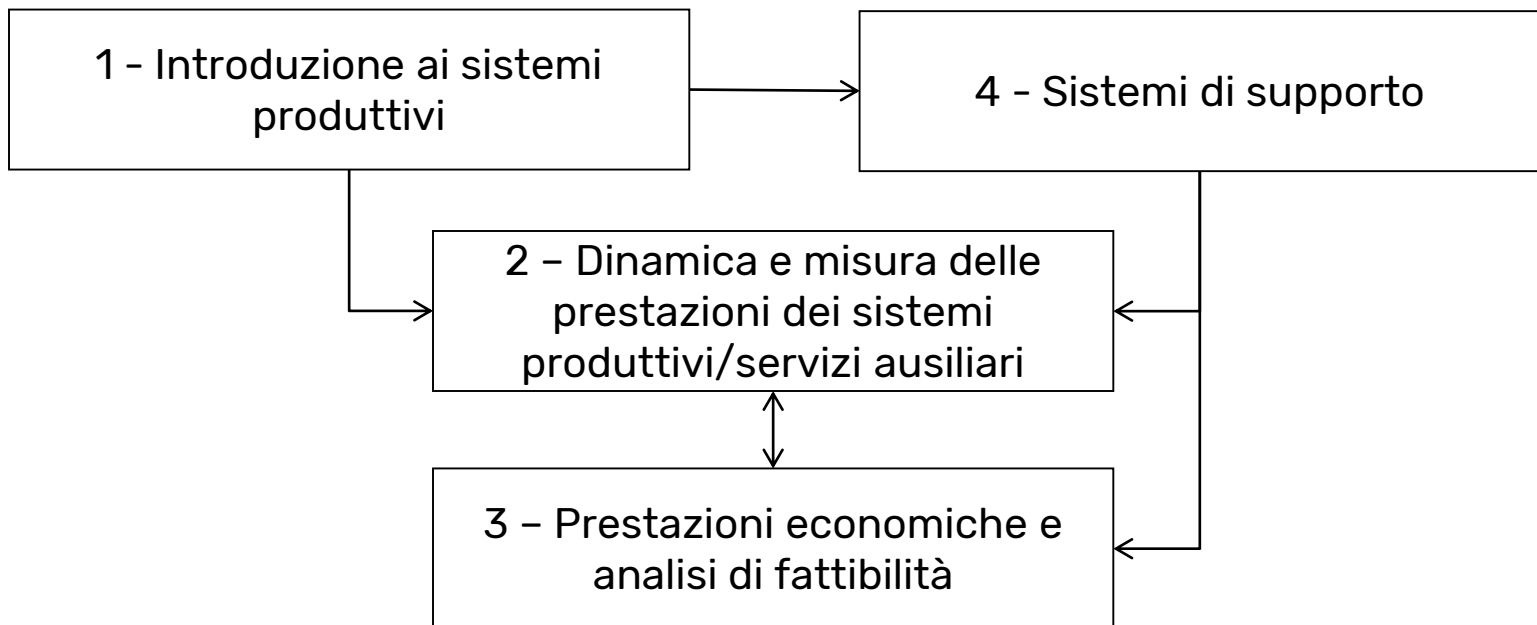 1 - Introduzione ai sistemi
produttivi
4 - Sistemi di supporto
2 – Dinamica e misura delle
prestazioni dei sistemi
produttivi/servizi ausiliari
3 – Prestazioni economiche e
analisi di fattibilità